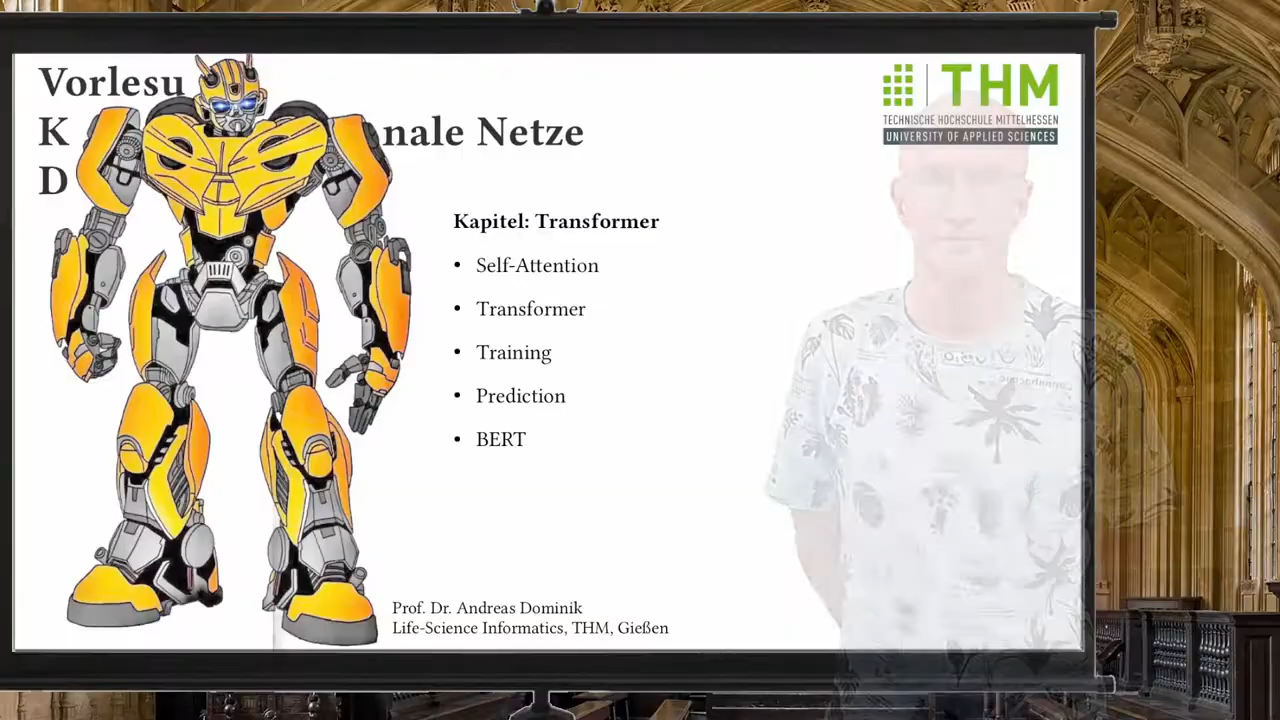 Vorlesu
K nale Netze
D
THM
TECHNISCHE HOCHSCHULE MITTELHESSEN
UNIVERSITY OF APPLIED SCIENCES
Kapitel: Transformer
• Self-Attention
• Transformer
• Training
• Prediction
• BERT
Prof. Dr. Andreas Dominik
Life-Science Informatics, THM, Gießen